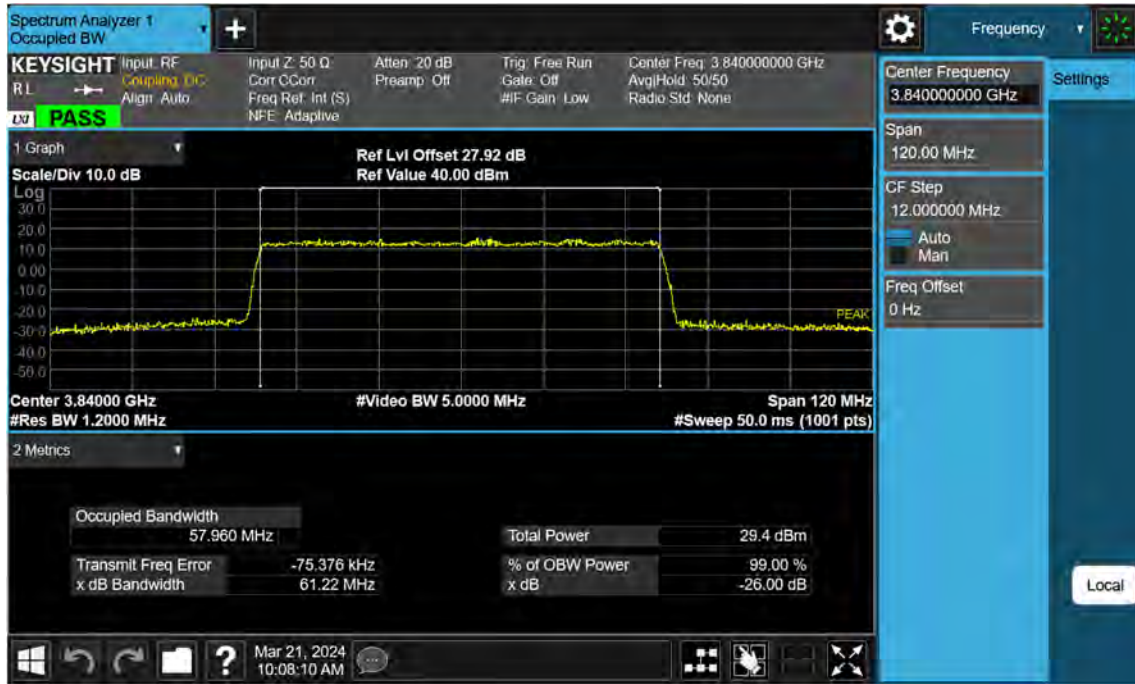 Spectrum Analyzer 1
Occupied BW
+
Frequency
KEYSIGHT
RL
Input: RF
Coupling: DC
Align: Auto
Input Z: 50 Ω
Corr CCorr
Freq Ref: Int (S)
NFE: Adaptive
Atten: 20 dB
Preamp: Off
Trig: Free Run
Gate: Off
#IF Gain: Low
Center Freq: 3.840000000 GHz
Avg|Hold: 50/50
Radio Std: None
LXI
PASS
Center Frequency
3.840000000 GHz
Settings
Span
120.00 MHz
CF Step
12.000000 MHz
Auto
Man
Freq Offset
0 Hz
1 Graph
Scale/Div 10.0 dB
Ref Lvl Offset 27.92 dB
Ref Value 40.00 dBm
Log
30.0
20.0
10.0
0.00
-10.0
-20.0
-30.0
-40.0
-50.0
PEAK
Center 3.84000 GHz
#Video BW 5.0000 MHz
Span 120 MHz
#Res BW 1.2000 MHz
#Sweep 50.0 ms (1001 pts)
2 Metrics
Occupied Bandwidth
57.960 MHz
Total Power 29.4 dBm
Transmit Freq Error -75.376 kHz
% of OBW Power 99.00 %
x dB Bandwidth 61.22 MHz
x dB -26.00 dB
Local
?
Mar 21, 2024
10:08:10 AM